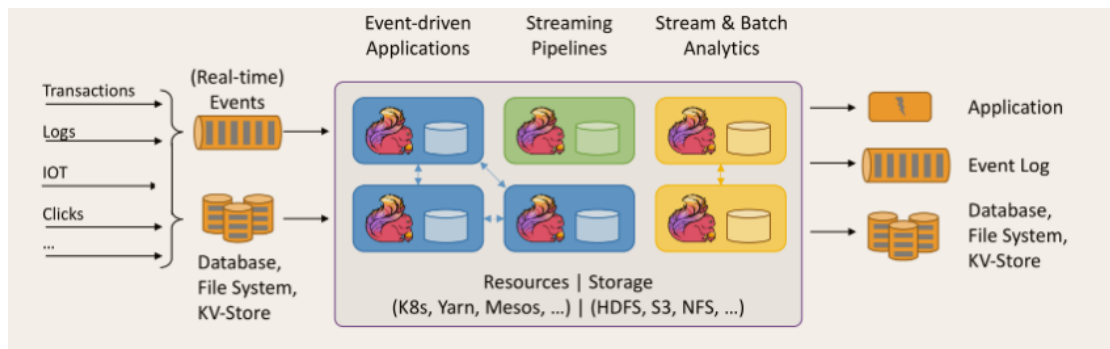 Event-driven
Applications
Streaming
Pipelines
Stream & Batch
Analytics
Transactions
Logs
IOT
Clicks
...
(Real-time)
Events
Database,
File System,
KV-Store
Resources | Storage
(K8s, Yarn, Mesos, ...) | (HDFS, S3, NFS, ...)
Application
Event Log
Database,
File System,
KV-Store